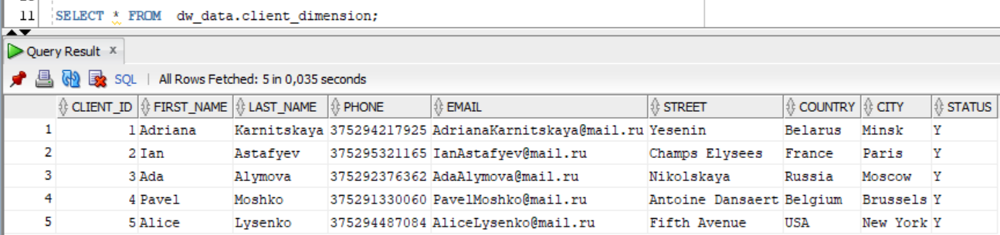 11 SELECT * FROM dw_data.client_dimension;
Query Result x
SQL | All Rows Fetched: 5 in 0,035 seconds
CLIENT_ID FIRST_NAME LAST_NAME PHONE EMAIL STREET COUNTRY CITY STATUS
1 1 Adriana Karnitskaya 375294217925 AdrianaKarnitskaya@mail.ru Yesenin Belarus Minsk Y
2 2 Ian Astafyev 375295321165 IanAstafyev@mail.ru Champs Elysees France Paris Y
3 3 Ada Alymova 375292376362 AdaAlymova@mail.ru Nikolskaya Russia Moscow Y
4 4 Pavel Moshko 375291330060 PavelMoshko@mail.ru Antoine Dansaert Belgium Brussels Y
5 5 Alice Lysenko 375294487084 AliceLysenko@mail.ru Fifth Avenue USA New York Y